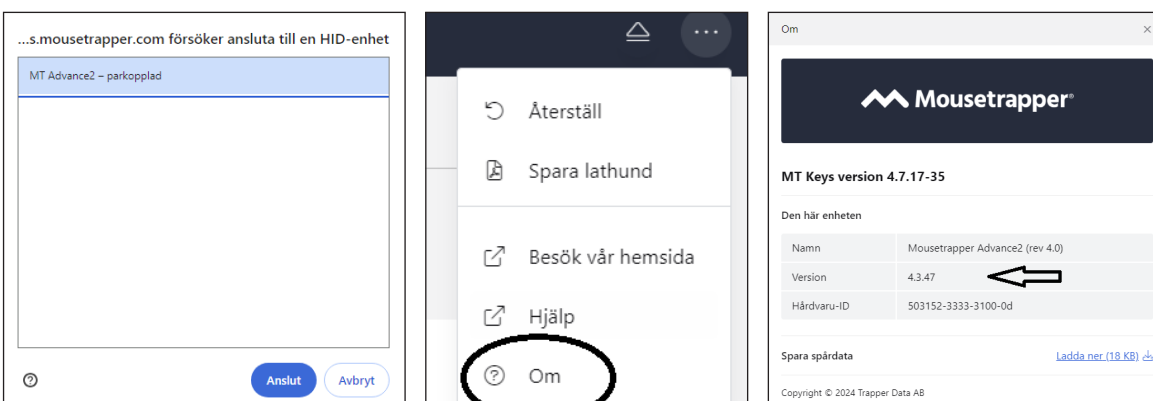 ...s.mousetrapper.com försöker ansluta till en HID-enhet
MT Advance2 – parkopplad
Anslut
Avbryt
Återställ
Spara lathund
Besök vår hemsida
Hjälp
Om
Om
Mousetrapper®
MT Keys version 4.7.17-35
Den här enheten
Namn Mousetrapper Advance2 (rev 4.0)
Version 4.3.47
Hårdvaru-ID 503152-3333-3100-0d
Spara spårdata Ladda ner (18 KB)
Copyright © 2024 Trapper Data AB